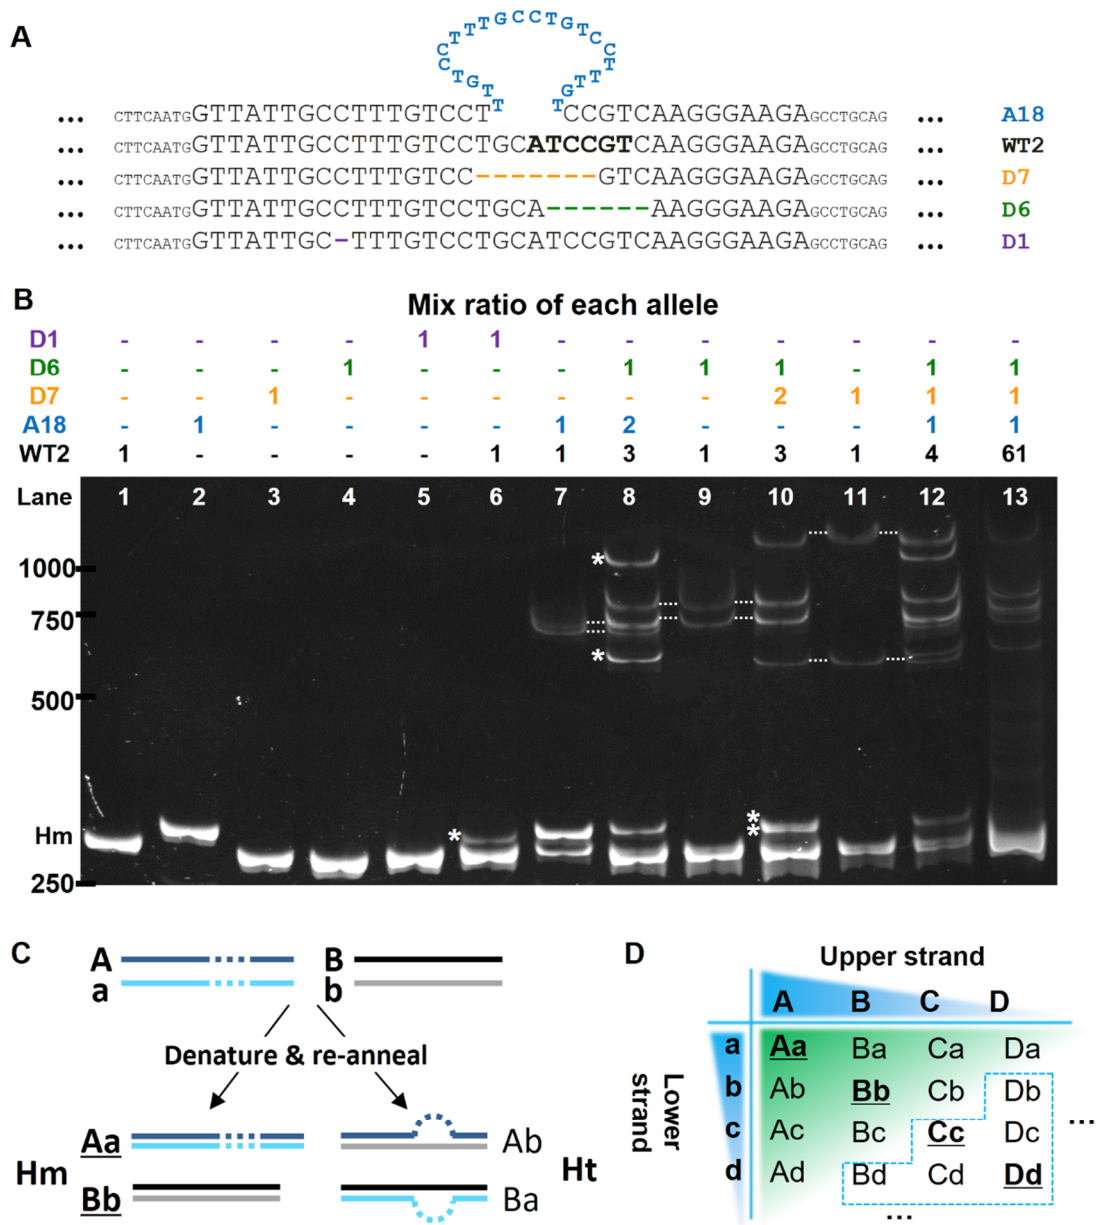 A
TTGTCCTTTGCCTGTCCTTTGTT
... CTTCAATGGTTATTGCCTTTGTCCT CCGTCAAGGGAAGAGCCTGCAG ... A18
... CTTCAATGGTTATTGCCTTTGTCCTGCATCCGTCAAGGGAAGAGCCTGCAG ... WT2
... CTTCAATGGTTATTGCCTTTGTCC-------GTCAAGGGAAGAGCCTGCAG ... D7
... CTTCAATGGTTATTGCCTTTGTCCTGCA------AAGGGAAGAGCCTGCAG ... D6
... CTTCAATGGTTATTGC-TTTGTCCTGCATCCGTCAAGGGAAGAGCCTGCAG ... D1
B
Mix ratio of each allele
D1 - - - - 1 1 - - - - - - -
D6 - - - 1 - - - 1 1 1 - 1 1
D7 - - 1 - - - - - - 2 1 1 1
A18 - 1 - - - - 1 2 - - - 1 1
WT2 1 - - - - 1 1 3 1 3 1 4 61
Lane 1 2 3 4 5 6 7 8 9 10 11 12 13
*
1000
750
*
500
*
*
*
Hm
250
C
A
a
B
b
Denature & re-anneal
Hm
Aa
Bb
Ab
Ba
Ht
D
Upper strand
A B C D
Lower strand
a Aa Ba Ca Da
b Ab Bb Cb Db
c Ac Bc Cc Dc ...
d Ad Bd Cd Dd
...